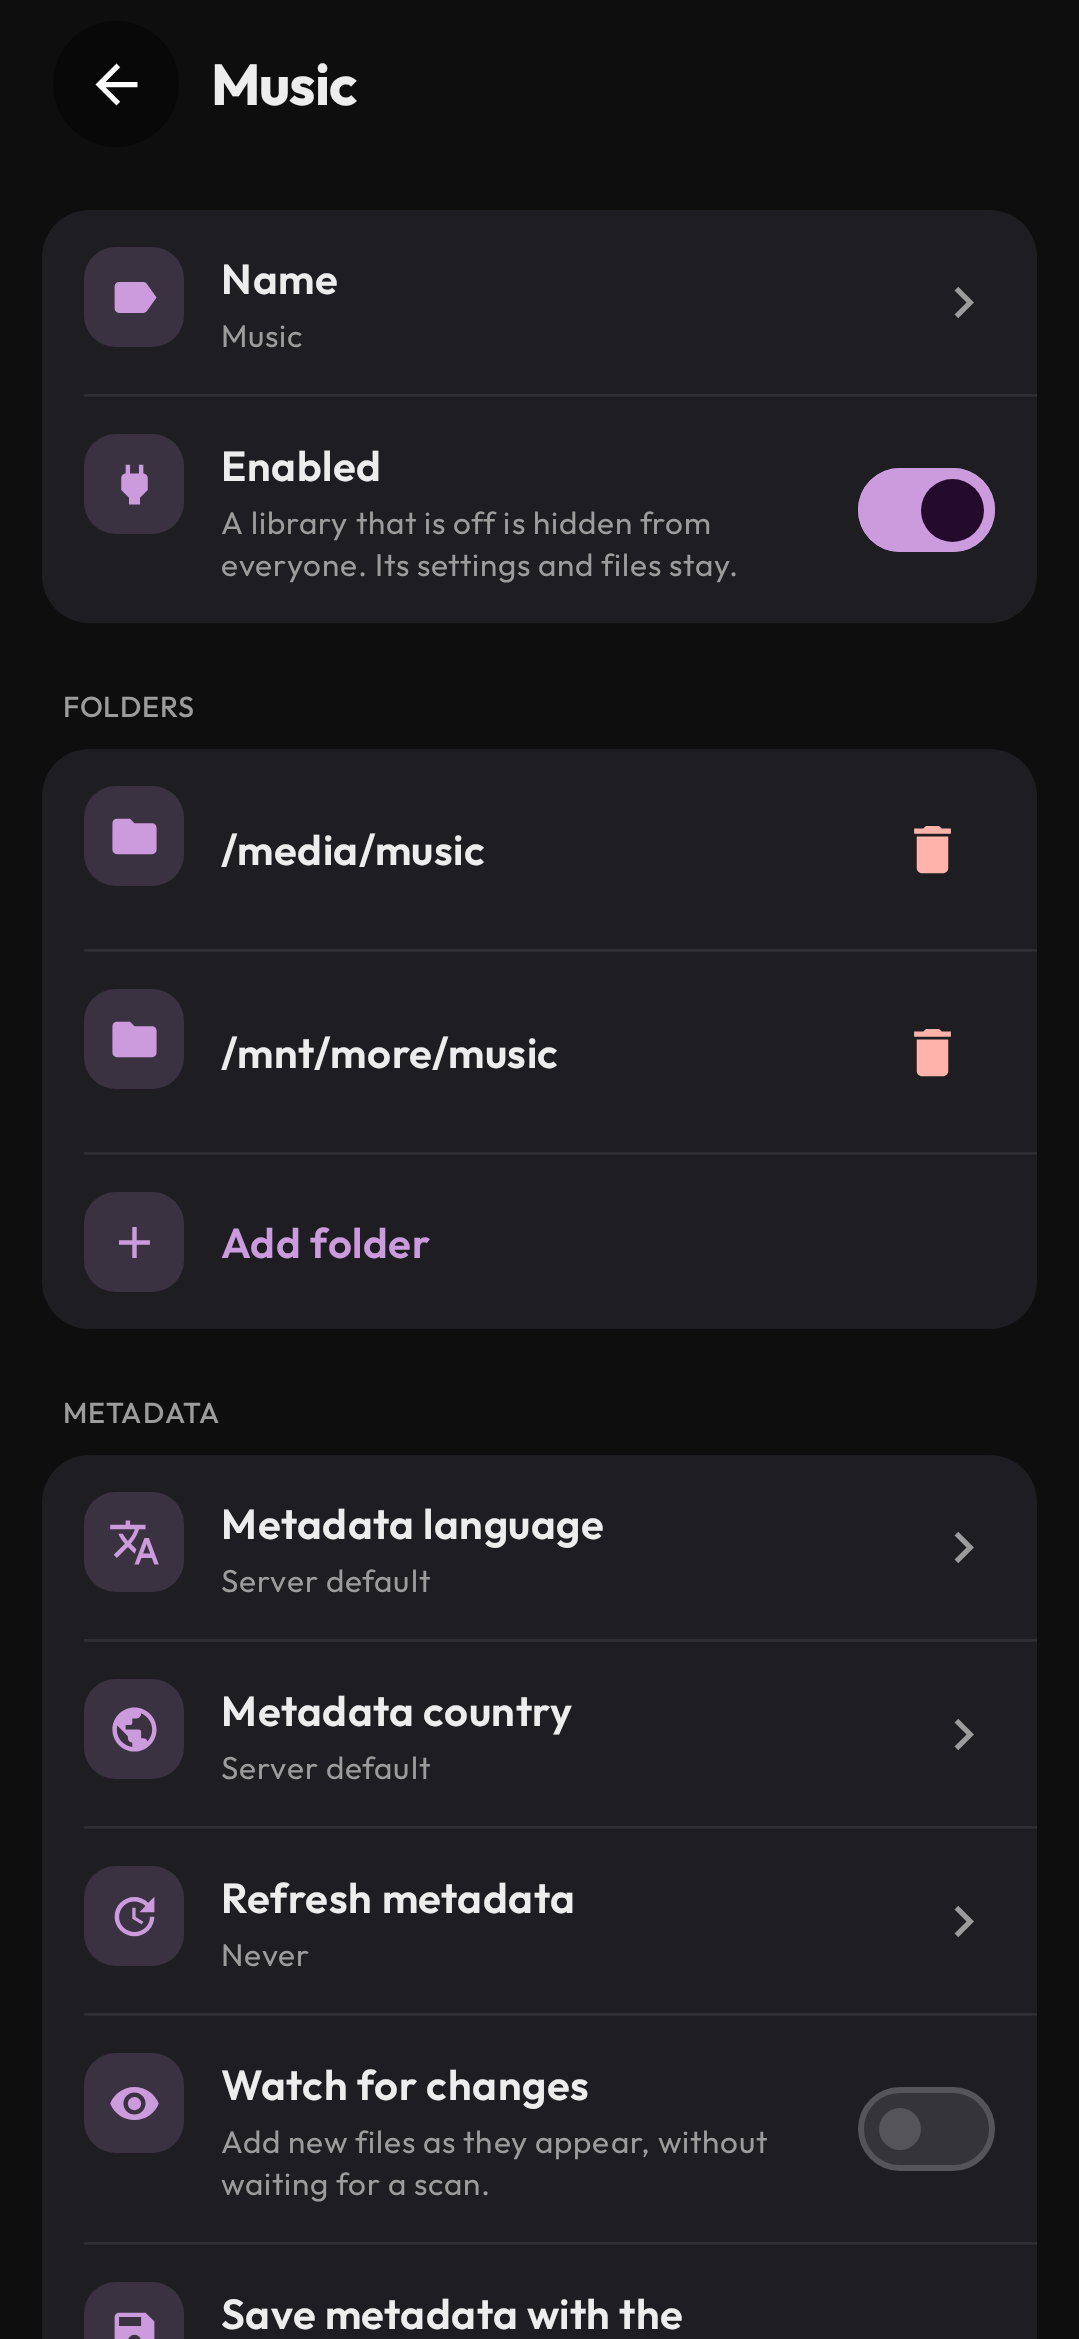 Music
Name
Music
Enabled
A library that is off is hidden from
everyone. Its settings and files stay.
FOLDERS
/media/music
/mnt/more/music
Add folder
METADATA
Metadata language
Server default
Metadata country
Server default
Refresh metadata
Never
Watch for changes
Add new files as they appear, without
waiting for a scan.
Save metadata with the